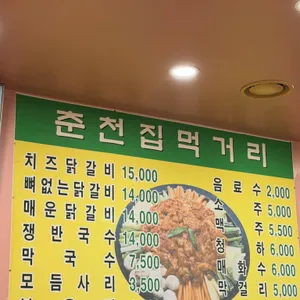 춘천집먹거리
치즈닭갈비 15,000
뼈없는닭갈비 14,000
매운닭갈비 14,000
쟁반국수 14,000
막국수 7,500
모듬사리 3,500
음료수 2,000
소주 5,000
맥주 5,500
청하 6,000
매화수 6,000
막걸리 5,000